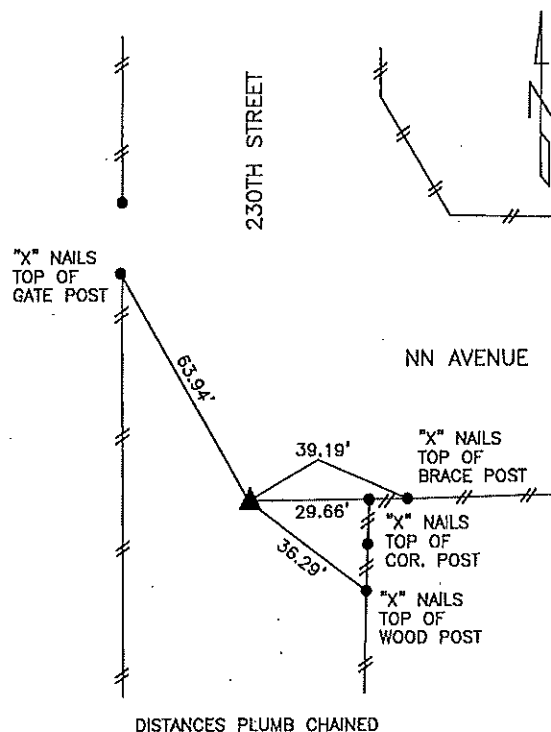 230TH STREET
N
"X" NAILS
TOP OF
GATE POST
63.94'
NN AVENUE
39.19'
"X" NAILS
TOP OF
BRACE POST
29.66'
"X" NAILS
TOP OF
COR. POST
36.29'
"X" NAILS
TOP OF
WOOD POST
DISTANCES PLUMB CHAINED